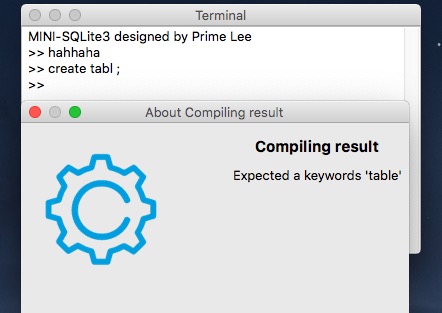 Terminal
MINI-SQLite3 designed by Prime Lee
>> hahhaha
>> create tabl ;
>>
About Compiling result
Compiling result
Expected a keywords 'table'